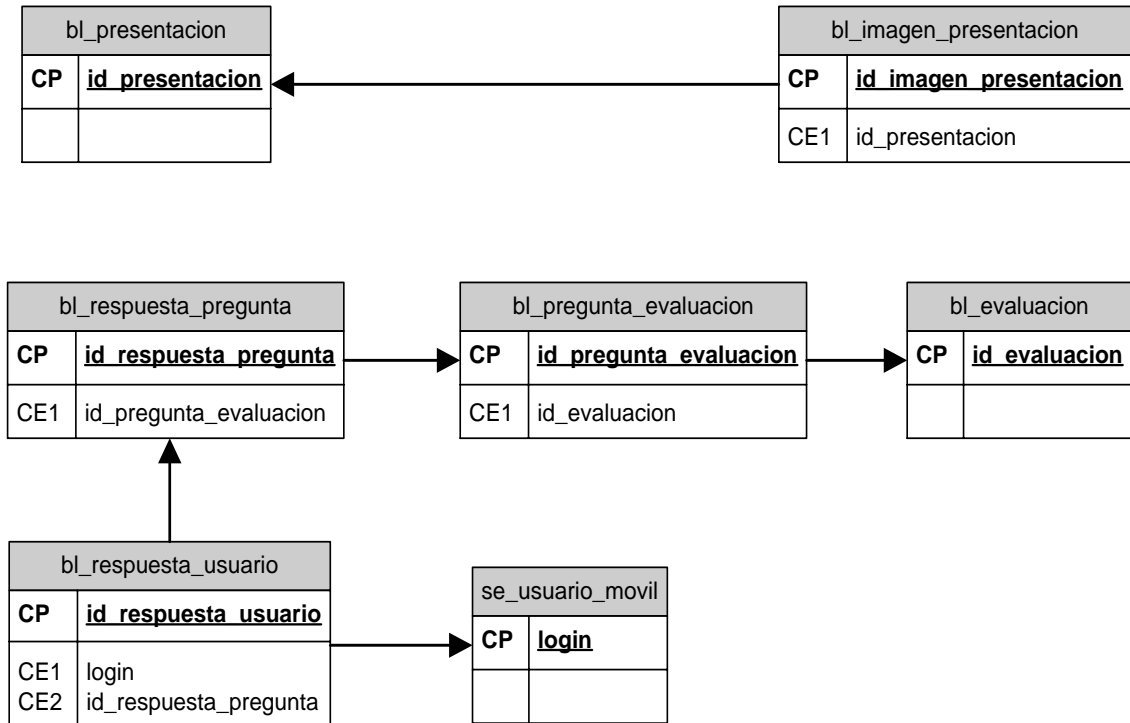 bl_presentacion
CP id_presentacion
bl_imagen_presentacion
CP id_imagen_presentacion
CE1 id_presentacion
bl_respuesta_pregunta
CP id_respuesta_pregunta
CE1 id_pregunta_evaluacion
bl_pregunta_evaluacion
CP id_pregunta_evaluacion
CE1 id_evaluacion
bl_evaluacion
CP id_evaluacion
bl_respuesta_usuario
CP id_respuesta_usuario
CE1 login
CE2 id_respuesta_pregunta
se_usuario_movil
CP login